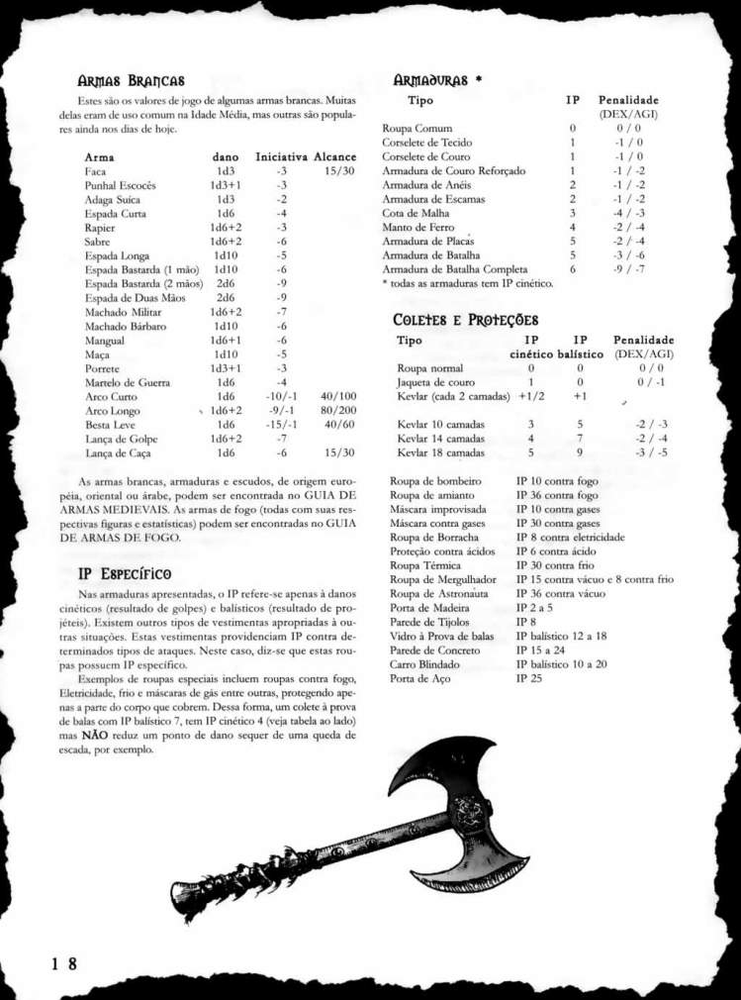 Armas Brancas
Estes são os valores de jogo de algumas armas brancas. Muitas
delas eram de uso comum na Idade Média, mas outras são popula-
res ainda nos dias de hoje.
Arma dano Iniciativa Alcance
Faca 1d3 -3 15/30
Punhal Escocês 1d3+1 -3
Adaga Suíca 1d3 -2
Espada Curta 1d6 -4
Rapier 1d6+2 -3
Sabre 1d6+2 -6
Espada Longa 1d10 -5
Espada Bastarda (1 mão) 1d10 -6
Espada Bastarda (2 mãos) 2d6 -9
Espada de Duas Mãos 2d6 -9
Machado Militar 1d6+2 -7
Machado Bárbaro 1d10 -6
Mangual 1d6+1 -6
Maça 1d10 -5
Porrete 1d3+1 -3
Martelo de Guerra 1d6 -4
Arco Curto 1d6 -10/-1 40/100
Arco Longo 1d6+2 -9/-1 80/200
Besta Leve 1d6 -15/-1 40/60
Lança de Golpe 1d6+2 -7
Lança de Caça 1d6 -6 15/30
As armas brancas, armaduras e escudos, de origem euro-
péia, oriental ou árabe, podem ser encontrada no GUIA DE
ARMAS MEDIEVAIS. As armas de fogo (todas com suas res-
pectivas figuras e estatísticas) podem ser encontradas no GUIA
DE ARMAS DE FOGO.
IP Específico
Nas armaduras apresentadas, o IP refere-se apenas à danos
cinéticos (resultado de golpes) e balísticos (resultado de pro-
jéteis). Existem outros tipos de vestimentas apropriadas à ou-
tras situações. Estas vestimentas providenciam IP contra de-
terminados tipos de ataques. Neste caso, diz-se que estas rou-
pas possuem IP específico.
Exemplos de roupas especiais incluem roupas contra fogo,
Eletricidade, frio e máscaras de gás entre outras, protegendo ape-
nas a parte do corpo que cobrem. Dessa forma, um colete à prova
de balas com IP balístico 7, tem IP cinético 4 (veja tabela ao lado)
mas NÃO reduz um ponto de dano sequer de uma queda de
escada, por exemplo.
Armaduras *
Tipo IP Penalidade
(DEX/AGI)
Roupa Comum 0 0 / 0
Corselete de Tecido 1 -1 / 0
Corselete de Couro 1 -1 / 0
Armadura de Couro Reforçado 1 -1 / -2
Armadura de Anéis 2 -1 / -2
Armadura de Escamas 2 -1 / -2
Cota de Malha 3 -4 / -3
Manto de Ferro 4 -2 / -4
Armadura de Placas 5 -2 / -4
Armadura de Batalha 5 -3 / -6
Armadura de Batalha Completa 6 -9 / -7
* todas as armaduras tem IP cinético.
Coletes e Proteções
Tipo IP IP Penalidade
cinético balístico (DEX/AGI)
Roupa normal 0 0 0 / 0
Jaqueta de couro 1 0 0 / -1
Kevlar (cada 2 camadas) +1/2 +1
Kevlar 10 camadas 3 5 -2 / -3
Kevlar 14 camadas 4 7 -2 / -4
Kevlar 18 camadas 5 9 -3 / -5
Roupa de bombeiro IP 10 contra fogo
Roupa de amianto IP 36 contra fogo
Máscara improvisada IP 10 contra gases
Máscara contra gases IP 30 contra gases
Roupa de Borracha IP 8 contra eletricidade
Proteção contra ácidos IP 6 contra ácido
Roupa Térmica IP 30 contra frio
Roupa de Mergulhador IP 15 contra vácuo e 8 contra frio
Roupa de Astronauta IP 36 contra vácuo
Porta de Madeira IP 2 a 5
Parede de Tijolos IP 8
Vidro à Prova de balas IP balístico 12 a 18
Parede de Concreto IP 15 a 24
Carro Blindado IP balístico 10 a 20
Porta de Aço IP 25
1 8